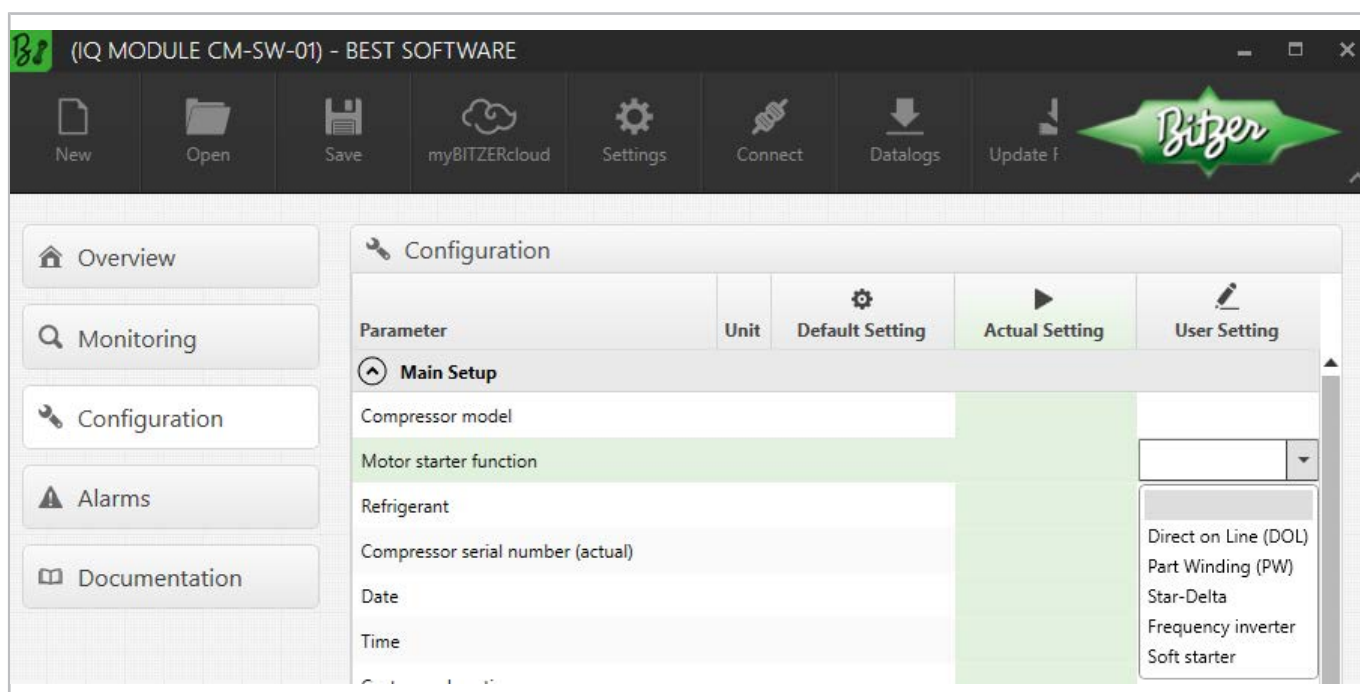 (IQ MODULE CM-SW-01) - BEST SOFTWARE
New Open Save myBITZERcloud Settings Connect Datalogs Update
Bitzer
Overview
Monitoring
Configuration
Alarms
Documentation
Configuration
Parameter Unit Default Setting Actual Setting User Setting
Main Setup
Compressor model
Motor starter function
Refrigerant
Compressor serial number (actual)
Date
Time
Direct on Line (DOL)
Part Winding (PW)
Star-Delta
Frequency inverter
Soft starter